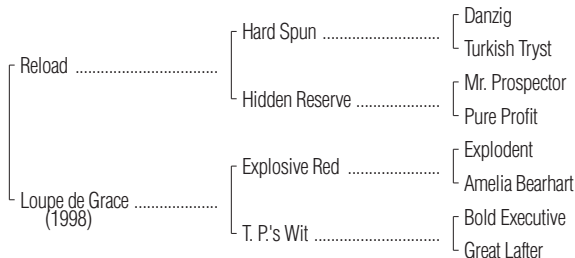 Danzig
Hard Spun ........................
Turkish Tryst
Reload .............................
Mr. Prospector
Hidden Reserve .................
Pure Profit
Explodent
Explosive Red ...................
Amelia Bearhart
Loupe de Grace .................
(1998)
Bold Executive
T. P.'s Wit ..........................
Great Lafter